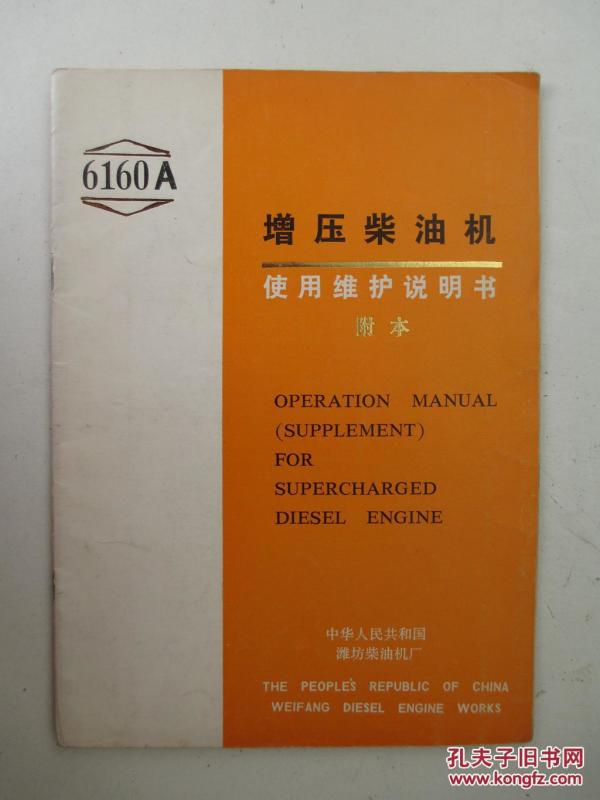 6160A
增压柴油机
使用维护说明书
附本
OPERATION MANUAL
(SUPPLEMENT)
FOR
SUPERCHARGED
DIESEL ENGINE
中华人民共和国
潍坊柴油机厂
THE PEOPLE'S REPUBLIC OF CHINA
WEIFANG DIESEL ENGINE WORKS
孔夫子旧书网
www.kongfz.com